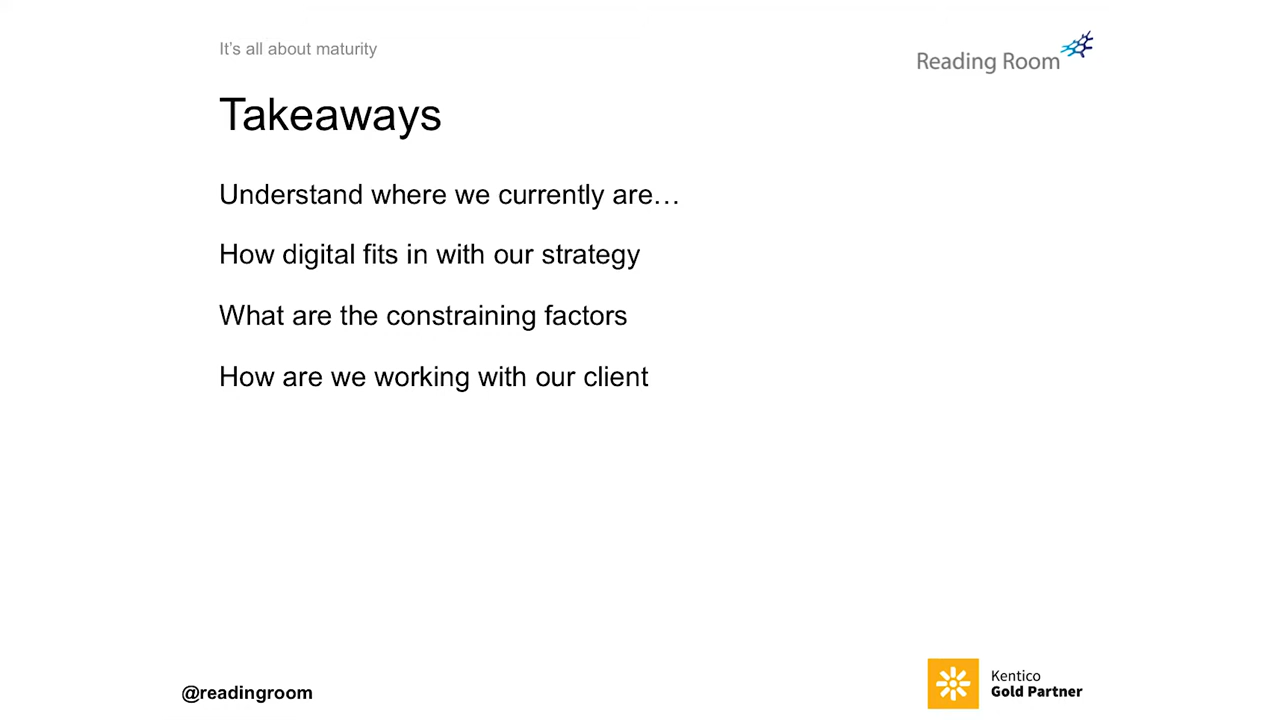 It's all about maturity
Reading Room
Takeaways
Understand where we currently are…
How digital fits in with our strategy
What are the constraining factors
How are we working with our client
@readingroom
Kentico
Gold Partner